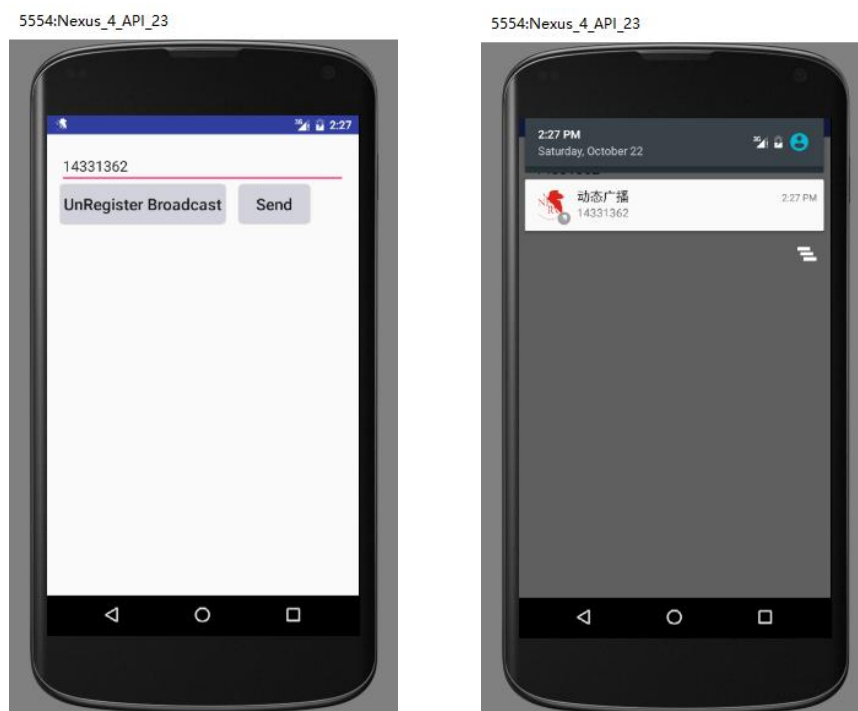 5554:Nexus_4_API_23
2:27
14331362
UnRegister Broadcast
Send
5554:Nexus_4_API_23
2:27 PM
Saturday, October 22
动态广播
2:27 PM
14331362